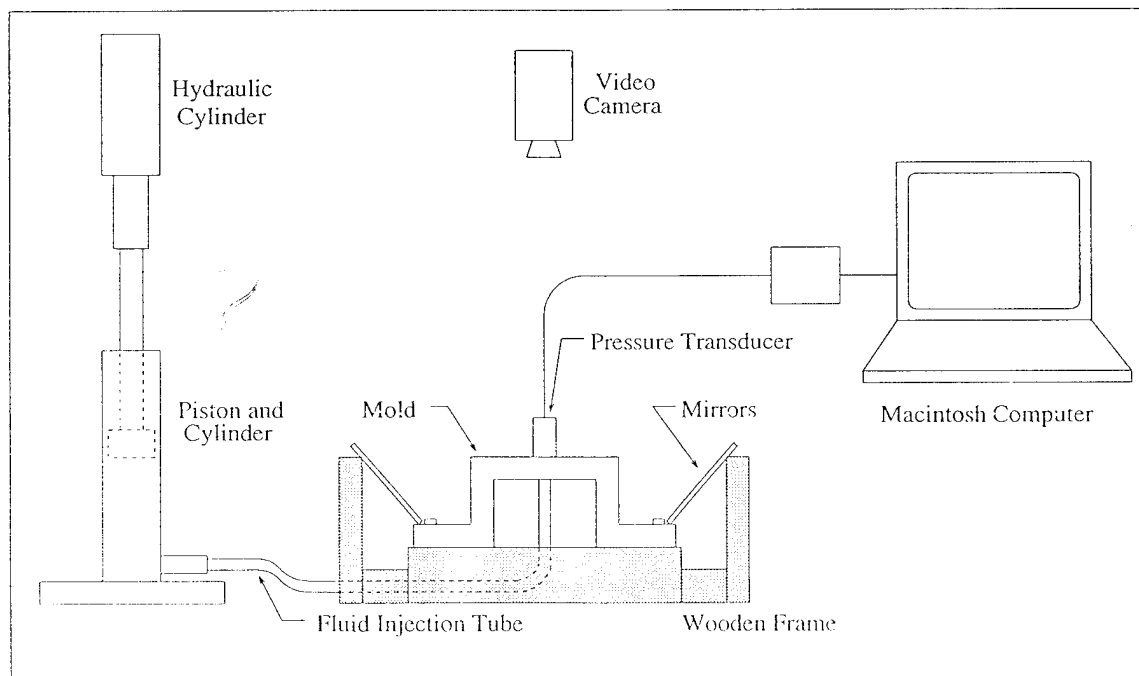 Hydraulic
Cylinder
Video
Camera
Pressure Transducer
Piston and
Cylinder
Mold
Mirrors
Macintosh Computer
Fluid Injection Tube
Wooden Frame